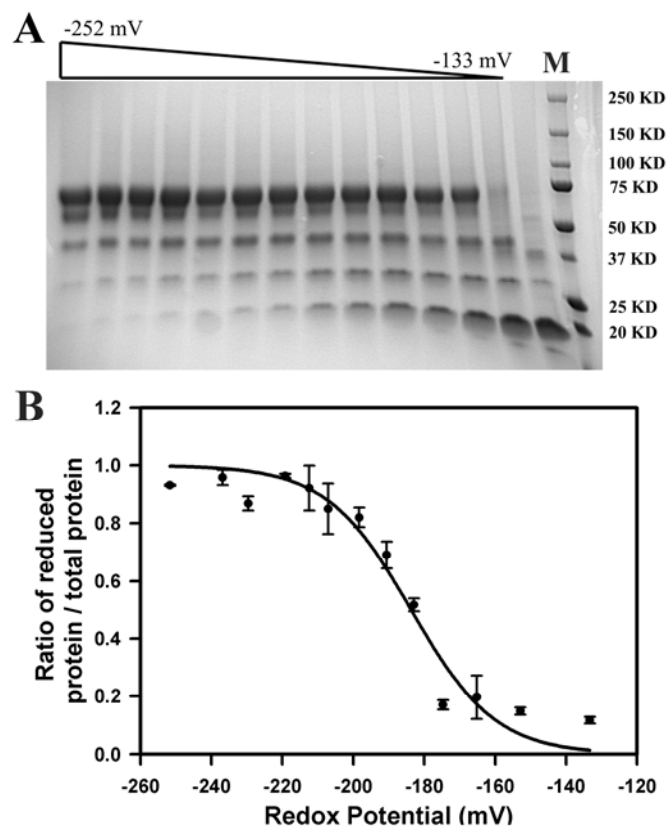 A
-252 mV
-133 mV
M
250 KD
150 KD
100 KD
75 KD
50 KD
37 KD
25 KD
20 KD
B
Ratio of reduced
protein / total protein
1.2
1.0
0.8
0.6
0.4
0.2
0.0
-260 -240 -220 -200 -180 -160 -140 -120
Redox Potential (mV)